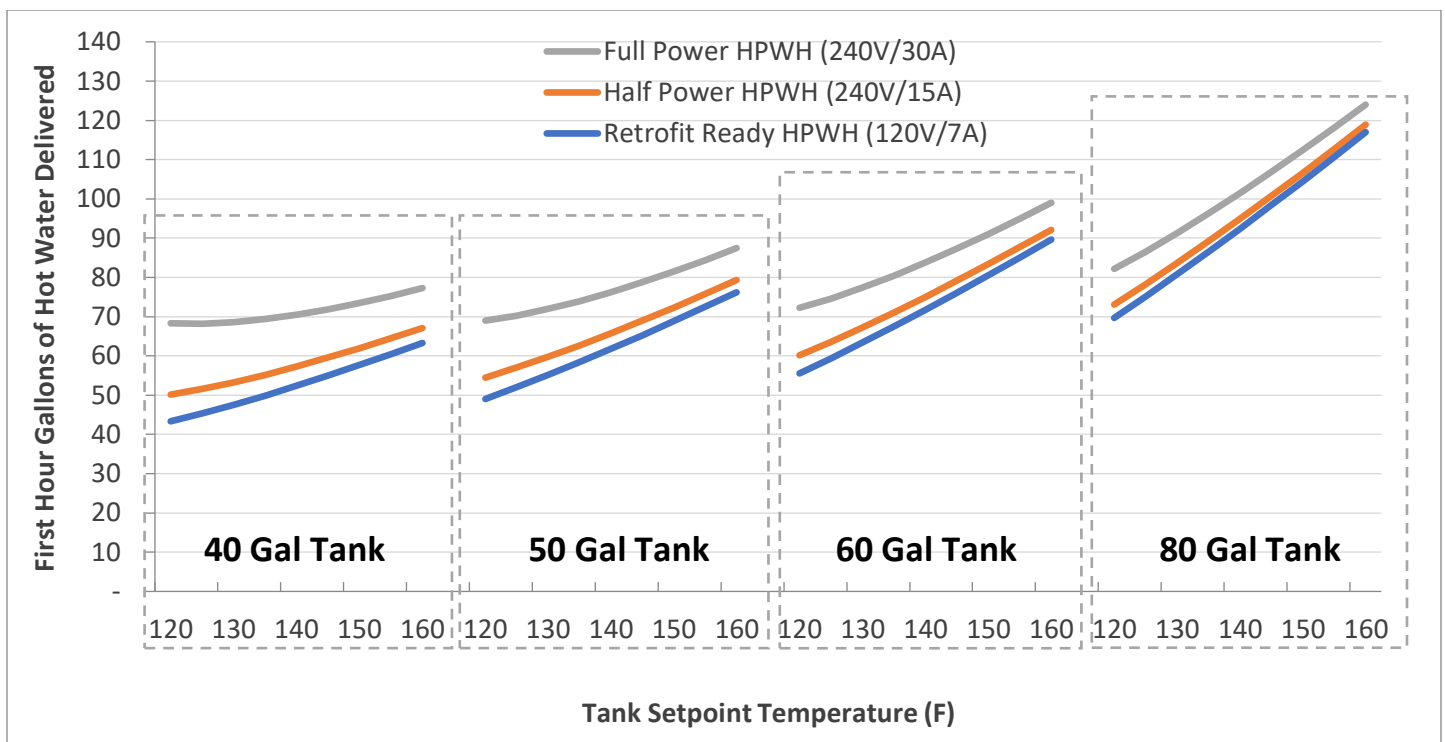 First Hour Gallons of Hot Water Delivered
140
130
120
110
100
90
80
70
60
50
40
30
20
10
-
Full Power HPWH (240V/30A)
Half Power HPWH (240V/15A)
Retrofit Ready HPWH (120V/7A)
40 Gal Tank 50 Gal Tank 60 Gal Tank 80 Gal Tank
120 130 140 150 160 120 130 140 150 160 120 130 140 150 160 120 130 140 150 160
Tank Setpoint Temperature (F)